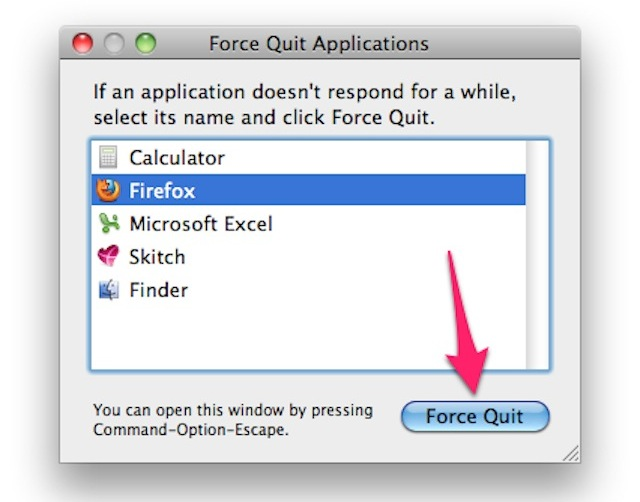 Force Quit Applications
If an application doesn't respond for a while,
select its name and click Force Quit.
Calculator
Firefox
Microsoft Excel
Skitch
Finder
You can open this window by pressing
Command-Option-Escape.
Force Quit